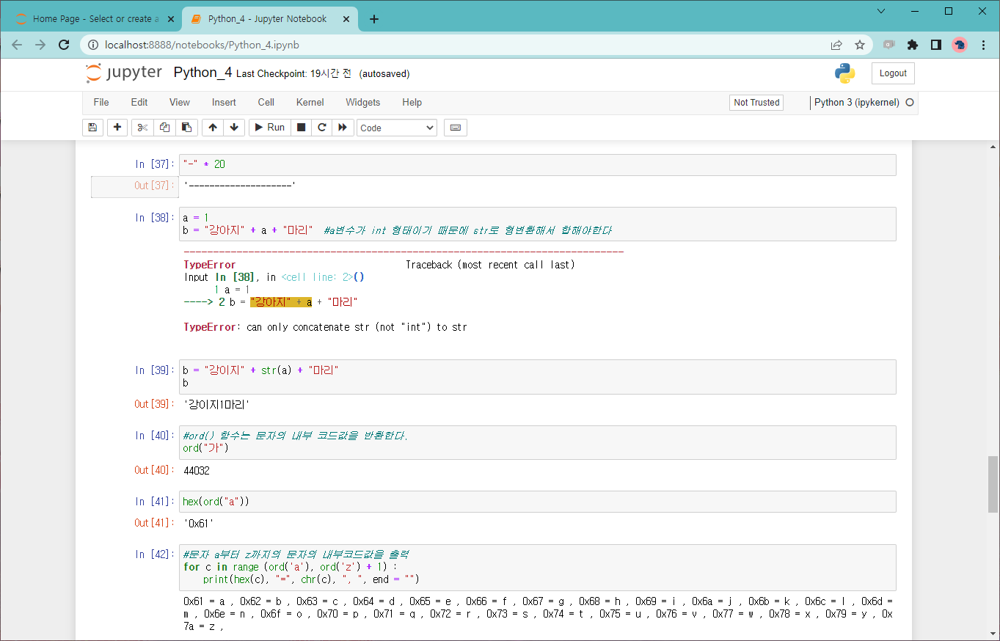 Home Page - Select or create a
Python_4 - Jupyter Notebook
localhost:8888/notebooks/Python_4.ipynb
jupyter Python_4 Last Checkpoint: 19시간 전 (autosaved)
Logout
File Edit View Insert Cell Kernel Widgets Help
Not Trusted
Python 3 (ipykernel)
Run
Code
In [37]: "-" * 20
Out[37]: '--------------------'
In [38]: a = 1
b = "강아지" + a + "마리" #a변수가 int 형태이기 때문에 str로 형변환해서 합해야한다
---------------------------------------------------------------------------
TypeError Traceback (most recent call last)
Input In [38], in <cell line: 2>()
1 a = 1
----> 2 b = "강아지" + a + "마리"
TypeError: can only concatenate str (not "int") to str
In [39]: b = "강이지" + str(a) + "마리"
b
Out[39]: '강이지1마리'
In [40]: #ord() 함수는 문자의 내부 코드값을 반환한다.
ord("가")
Out[40]: 44032
In [41]: hex(ord("a"))
Out[41]: '0x61'
In [42]: #문자 a부터 z까지의 문자의 내부코드값을 출력
for c in range (ord('a'), ord('z') + 1) :
print(hex(c), "=", chr(c), ", ", end = "")
0x61 = a , 0x62 = b , 0x63 = c , 0x64 = d , 0x65 = e , 0x66 = f , 0x67 = g , 0x68 = h , 0x69 = i , 0x6a = j , 0x6b = k , 0x6c = l , 0x6d =
m , 0x6e = n , 0x6f = o , 0x70 = p , 0x71 = q , 0x72 = r , 0x73 = s , 0x74 = t , 0x75 = u , 0x76 = v , 0x77 = w , 0x78 = x , 0x79 = y , 0x
7a = z ,